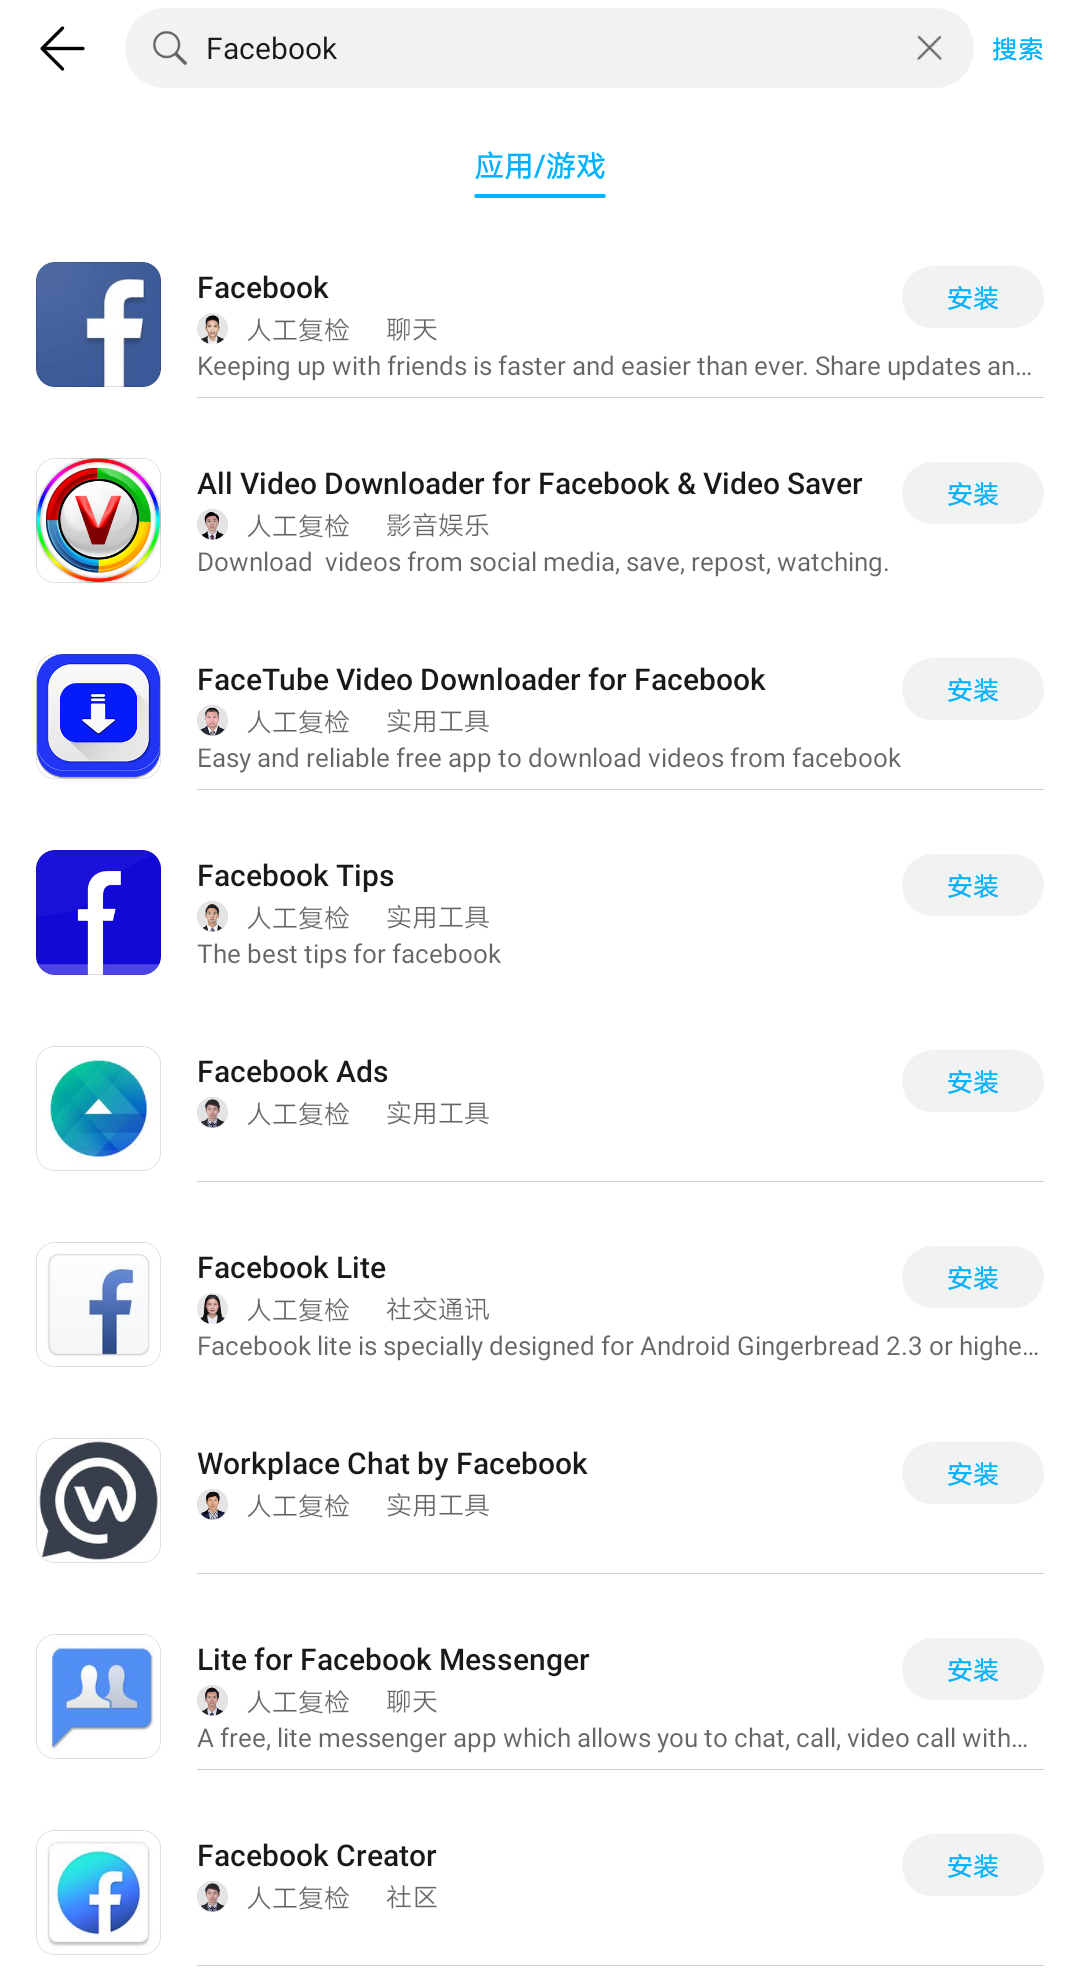 Facebook
搜索
应用/游戏
Facebook
安装
人工复检 聊天
Keeping up with friends is faster and easier than ever. Share updates an...
All Video Downloader for Facebook & Video Saver
安装
人工复检 影音娱乐
Download  videos from social media, save, repost, watching.
FaceTube Video Downloader for Facebook
安装
人工复检 实用工具
Easy and reliable free app to download videos from facebook
Facebook Tips
安装
人工复检 实用工具
The best tips for facebook
Facebook Ads
安装
人工复检 实用工具
Facebook Lite
安装
人工复检 社交通讯
Facebook lite is specially designed for Android Gingerbread 2.3 or highe...
Workplace Chat by Facebook
安装
人工复检 实用工具
Lite for Facebook Messenger
安装
人工复检 聊天
A free, lite messenger app which allows you to chat, call, video call with...
Facebook Creator
安装
人工复检 社区